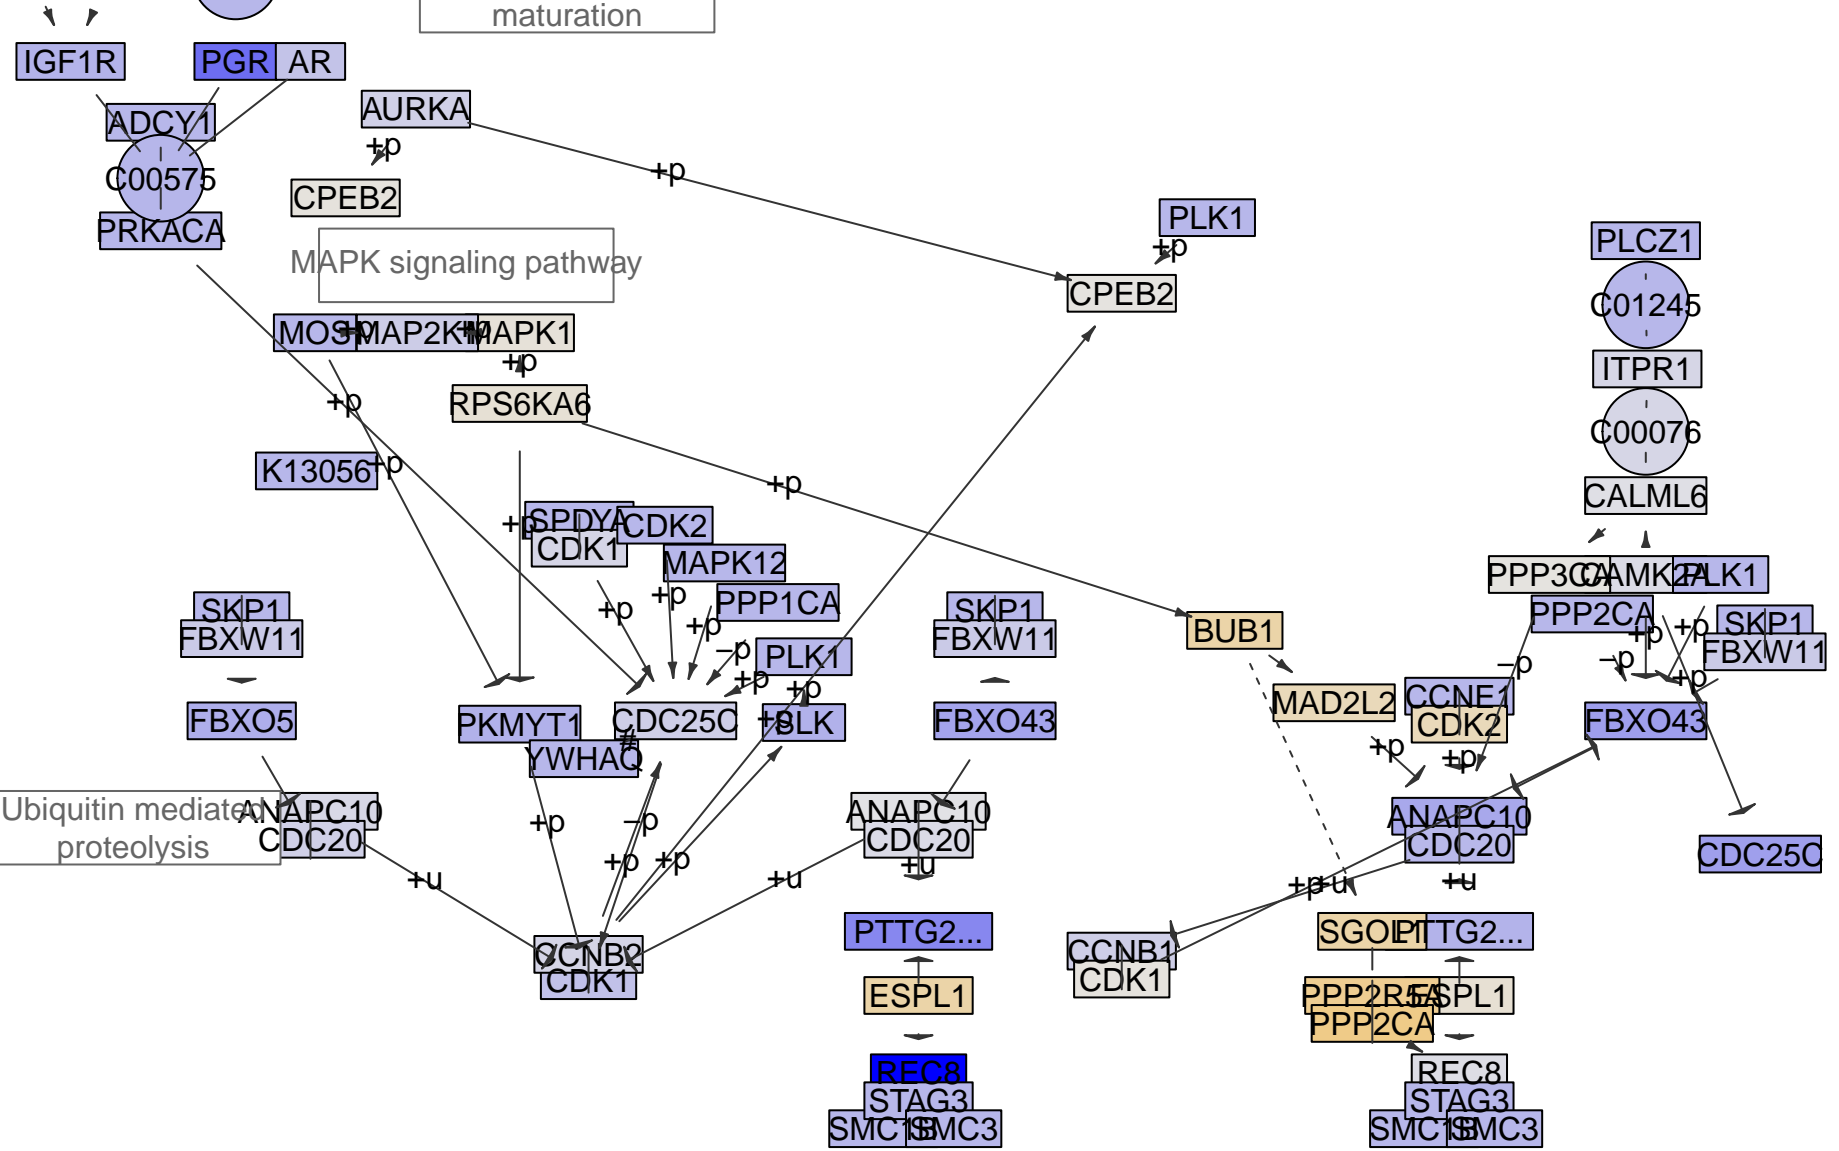 maturation
IGF1R
PGR
AR
ADCY1
AURKA
+p
C00575
+p
CPEB2
PRKACA
PLK1
PLCZ1
+p
MAPK signaling pathway
CPEB2
C01245
MOS
+p
MAP2K1
+p
MAPK1
+p
ITPR1
RPS6KA6
+p
C00076
K13056
+p
+p
CALML6
+p
SPDYA
CDK2
CDK1
MAPK12
PPP3CA
CAMK2A
PLK1
+p
+p
PPP1CA
SKP1
FBXW11
SKP1
FBXW11
PPP2CA
SKP1
FBXW11
+p
BUB1
+p
+p
–p
PLK1
–p
–p
+p
+p
+p
MAD2L2
CCNE1
CDK2
FBXO5
PKMYT1
CDC25C
+p
SLK
FBXO43
FBXO43
#
YWHAQ
+p
+p
Ubiquitin mediated
proteolysis
ANAPC10
CDC20
+p
–p
ANAPC10
CDC20
ANAPC10
CDC20
CDC25C
+u
+p
+p
+u
+u
+p
+u
+u
PTTG2...
SGOL1
PTTG2...
CCNB2
CDK1
CCNB1
CDK1
ESPL1
PPP2R5A
ESPL1
PPP2CA
REC8
REC8
STAG3
STAG3
SMC1B
SMC3
SMC1B
SMC3